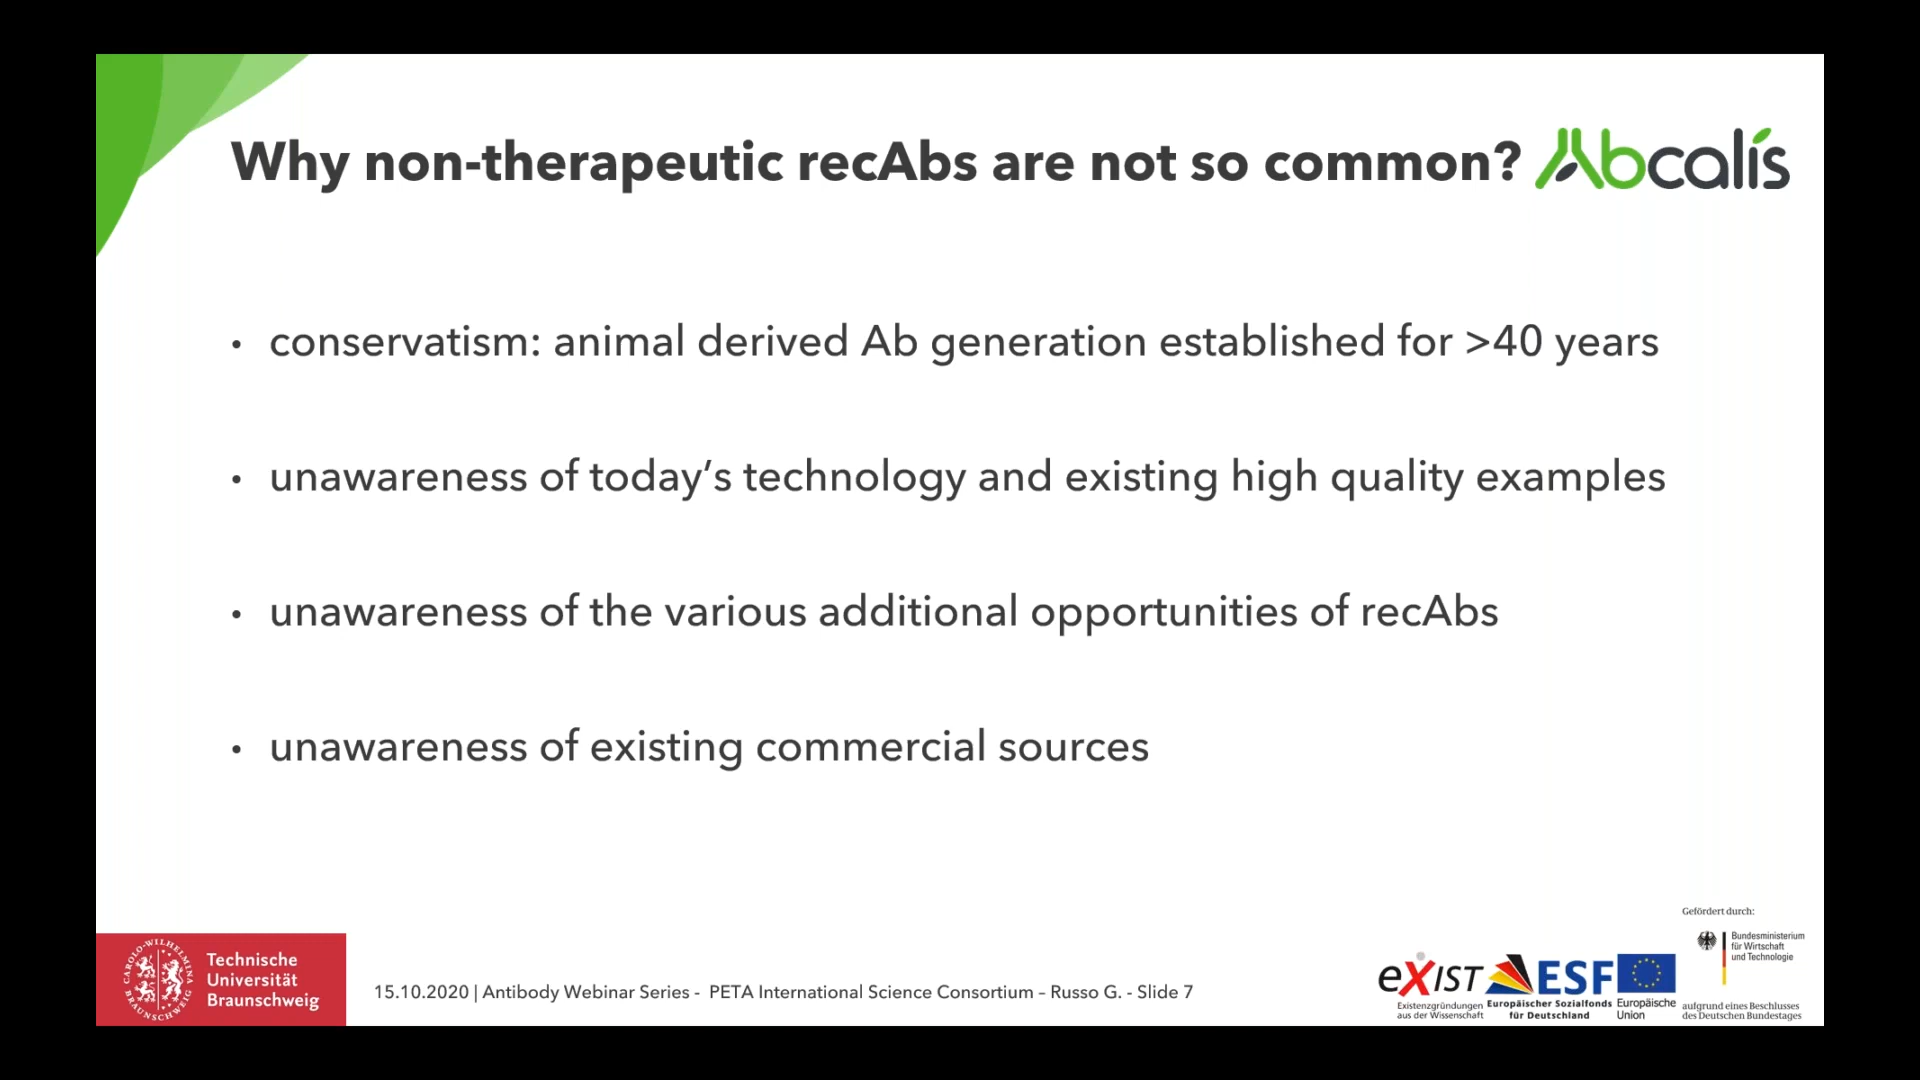 Why non-therapeutic recAbs are not so common?
Abcalis
• conservatism: animal derived Ab generation established for >40 years
• unawareness of today’s technology and existing high quality examples
• unawareness of the various additional opportunities of recAbs
• unawareness of existing commercial sources
CAROLO-WILHELMINA
BRAUNSCHWEIG
Technische
Universität
Braunschweig
15.10.2020 | Antibody Webinar Series - PETA International Science Consortium – Russo G. - Slide 7
eXIST
Existenzgründungen
aus der Wissenschaft
ESF
Europäischer Sozialfonds
für Deutschland
Europäische
Union
Gefördert durch:
Bundesministerium
für Wirtschaft
und Technologie
aufgrund eines Beschlusses
des Deutschen Bundestages